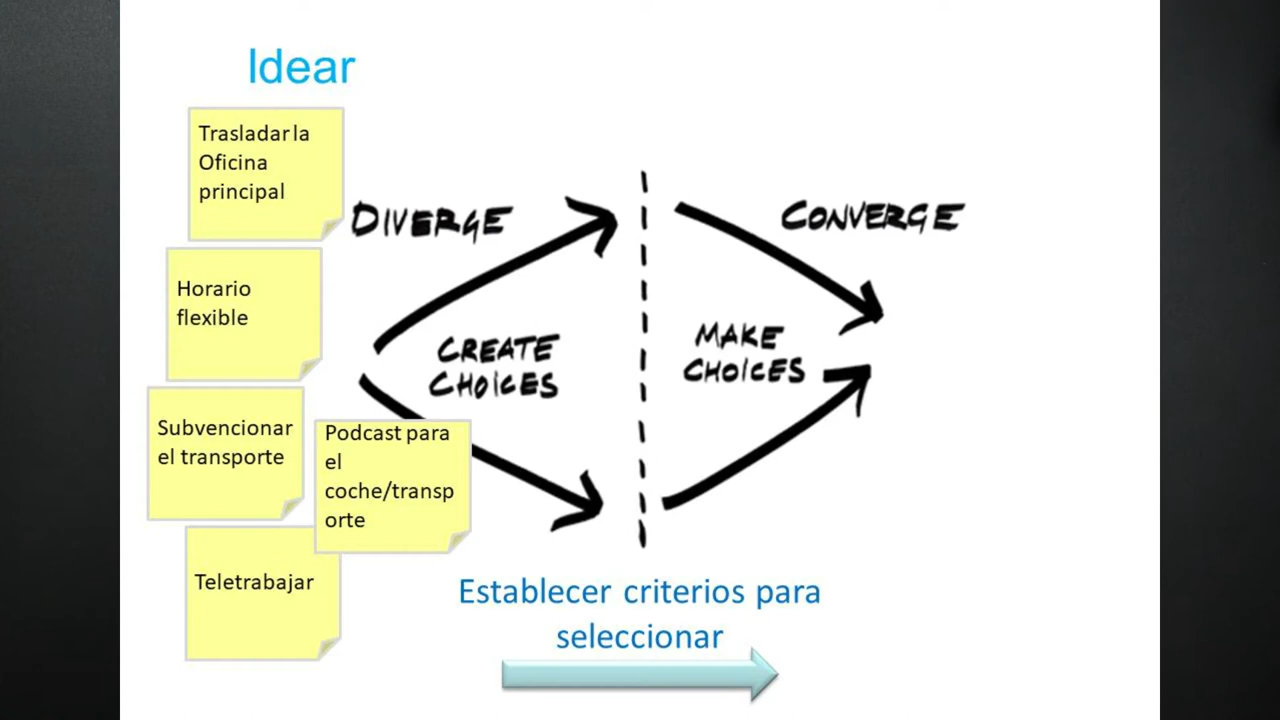 Idear
Trasladar la
Oficina
principal
DIVERGE
CONVERGE
Horario
flexible
CREATE
CHOICES
MAKE
CHOICES
Subvencionar
el transporte
Podcast para
el
coche/transp
orte
Teletrabajar
Establecer criterios para
seleccionar